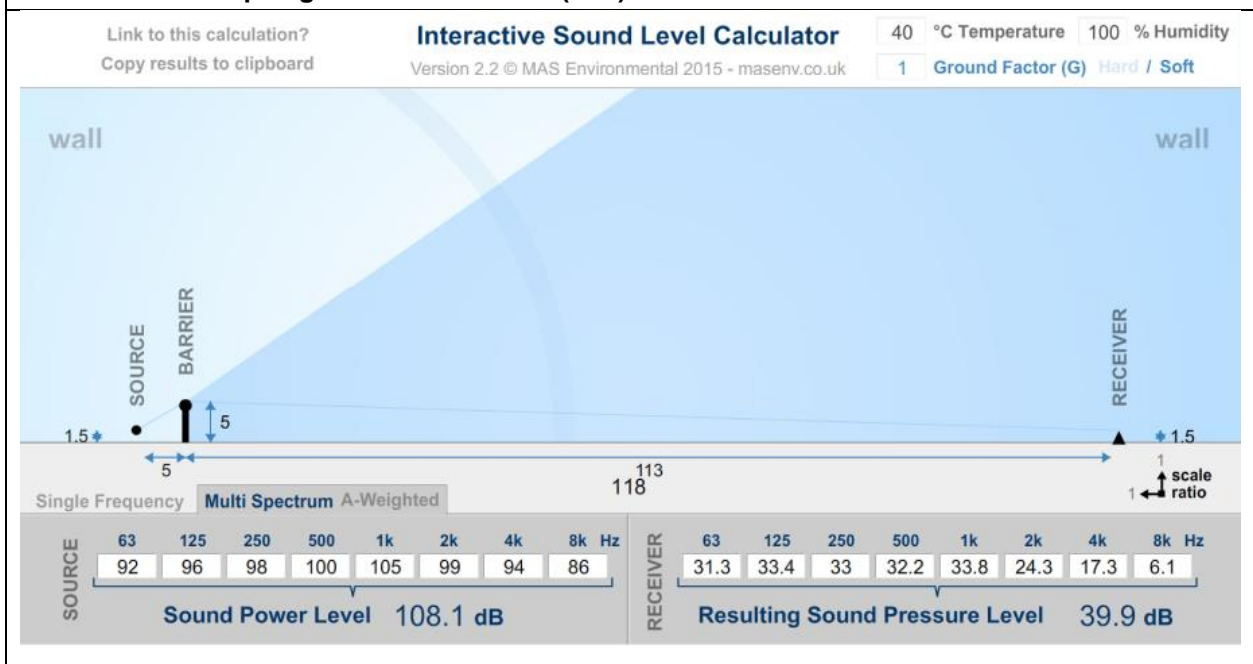 Link to this calculation?
Copy results to clipboard
Interactive Sound Level Calculator
Version 2.2 © MAS Environmental 2015 - masenv.co.uk
40 °C Temperature 100 % Humidity
1 Ground Factor (G) Hard / Soft
wall
wall
SOURCE
BARRIER
RECEIVER
1.5
5
1.5
5
113
118
1
scale
1 ratio
Single Frequency Multi Spectrum A-Weighted
SOURCE
63 125 250 500 1k 2k 4k 8k Hz
92 96 98 100 105 99 94 86
Sound Power Level 108.1 dB
RECEIVER
63 125 250 500 1k 2k 4k 8k Hz
31.3 33.4 33 32.2 33.8 24.3 17.3 6.1
Resulting Sound Pressure Level 39.9 dB